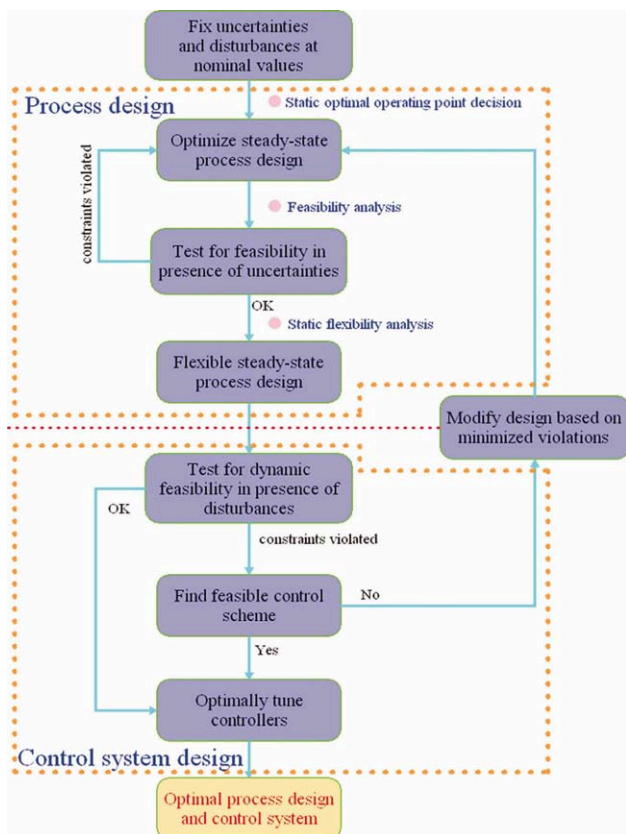 Fix uncertainties
and disturbances at
nominal values
Static optimal operating point decision
Process design
Optimize steady-state
process design
constraints violated
Feasibility analysis
Test for feasibility in
presence of uncertainties
OK
Static flexibility analysis
Flexible steady-state
process design
Modify design based on
minimized violations
Test for dynamic
feasibility in presence of
disturbances
OK
constraints violated
Find feasible control
scheme
No
Yes
Optimally tune
controllers
Control system design
Optimal process design
and control system